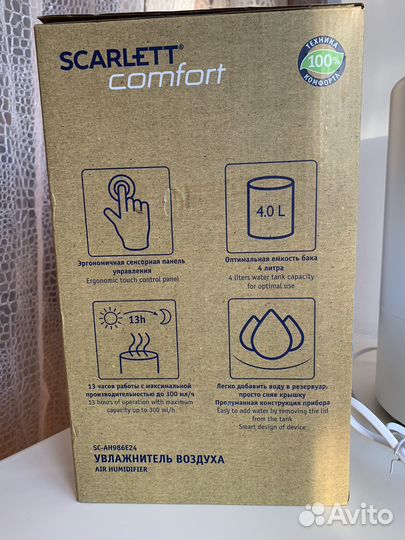 SCARLETT®
comfort
ТЕХНИКА
100%
КОМФОРТА
4.0 L
Эргономичная сенсорная панель
управления
Ergonomic touch control panel
Оптимальная емкость бака
4 литра
4 liters water tank capacity
for optimal use
13h
13 часов работы с максимальной
производительностью до 300 мл/ч
13 hours of operation with maximum
capacity up to 300 ml/h
Легко добавить воду в резервуар,
просто сняв крышку
Продуманная конструкция прибора
Easy to add water by removing the lid
from the tank
Smart design of device
SC-AH986E24
УВЛАЖНИТЕЛЬ ВОЗДУХА
AIR HUMIDIFIER
Avito